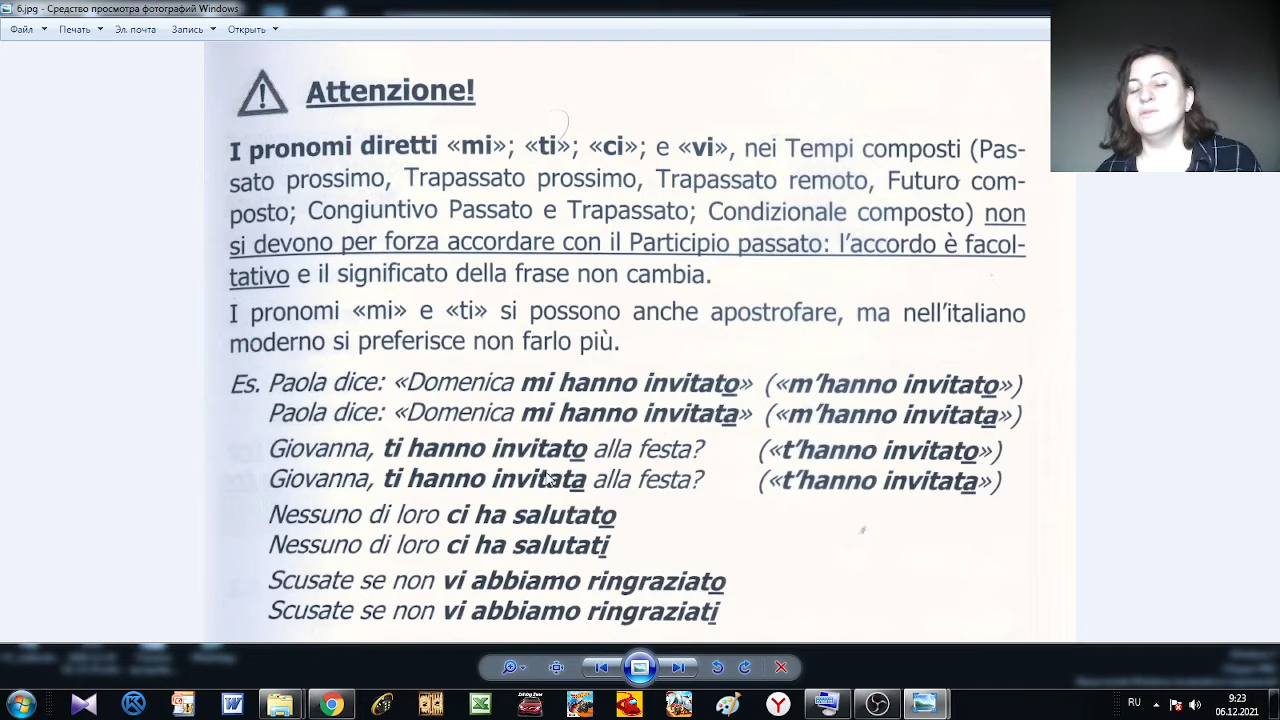 6.jpg - Средство просмотра фотографий Windows
Файл Печать Эл. почта Запись Открыть
Attenzione!
I pronomi diretti «mi»; «ti»; «ci»; e «vi», nei Tempi composti (Pas-
sato prossimo, Trapassato prossimo, Trapassato remoto, Futuro com-
posto; Congiuntivo Passato e Trapassato; Condizionale composto) non
si devono per forza accordare con il Participio passato: l'accordo è facol-
tativo e il significato della frase non cambia.
I pronomi «mi» e «ti» si possono anche apostrofare, ma nell'italiano
moderno si preferisce non farlo più.
Es. Paola dice: «Domenica mi hanno invitato» («m'hanno invitato»)
Paola dice: «Domenica mi hanno invitata» («m'hanno invitata»)
Giovanna, ti hanno invitato alla festa? («t'hanno invitato»)
Giovanna, ti hanno invitata alla festa? («t'hanno invitata»)
Nessuno di loro ci ha salutato
Nessuno di loro ci ha salutati
Scusate se non vi abbiamo ringraziato
Scusate se non vi abbiamo ringraziati
RU 9:23
06.12.2021